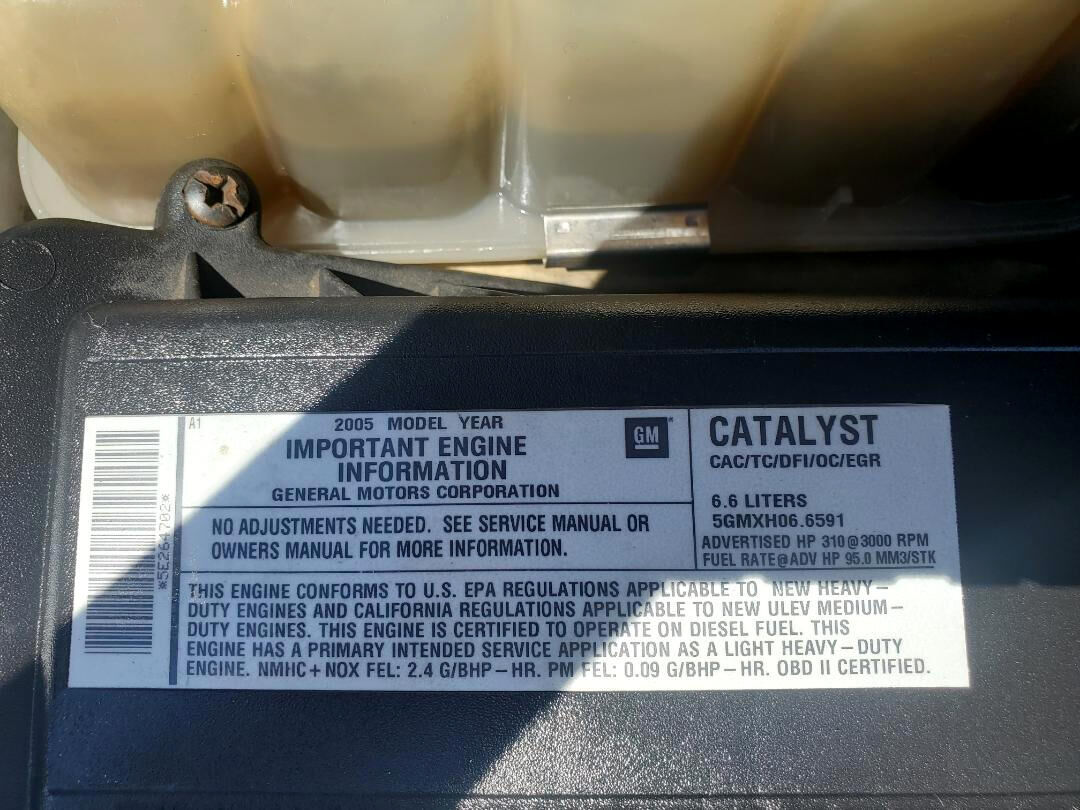 *5E264702*
A1
2005 MODEL YEAR
IMPORTANT ENGINE
INFORMATION
GENERAL MOTORS CORPORATION
GM
NO ADJUSTMENTS NEEDED. SEE SERVICE MANUAL OR
OWNERS MANUAL FOR MORE INFORMATION.
CATALYST
CAC/TC/DFI/OC/EGR
6.6 LITERS
5GMXH06.6591
ADVERTISED HP 310@3000 RPM
FUEL RATE@ADV HP 95.0 MM3/STK
THIS ENGINE CONFORMS TO U.S. EPA REGULATIONS APPLICABLE TO NEW HEAVY-
DUTY ENGINES AND CALIFORNIA REGULATIONS APPLICABLE TO NEW ULEV MEDIUM-
DUTY ENGINES. THIS ENGINE IS CERTIFIED TO OPERATE ON DIESEL FUEL. THIS
ENGINE HAS A PRIMARY INTENDED SERVICE APPLICATION AS A LIGHT HEAVY-DUTY
ENGINE. NMHC+NOX FEL: 2.4 G/BHP-HR. PM FEL: 0.09 G/BHP-HR. OBD II CERTIFIED.